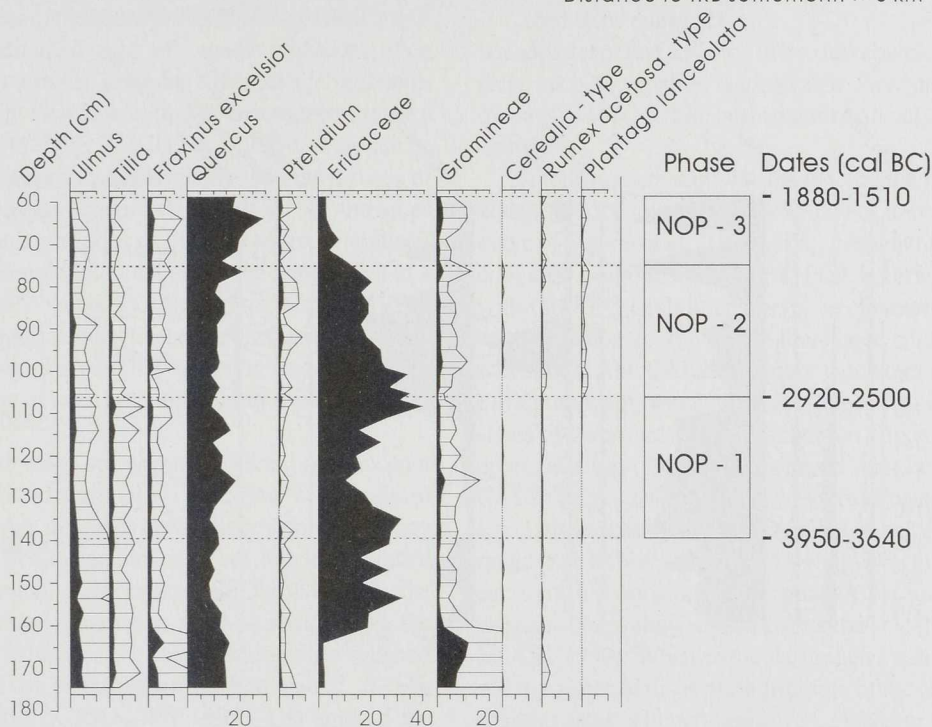 Depth (cm)
Ulmus
Tilia
Fraxinus excelsior
Quercus
Pteridium
Ericaceae
Gramineae
Cerealia - type
Rumex acetosa - type
Plantago lanceolata
Phase Dates (cal BC)
60
70
80
90
100
110
120
130
140
150
160
170
180
NOP - 3
NOP - 2
NOP - 1
- 1880-1510
- 2920-2500
- 3950-3640
20 20 40 20